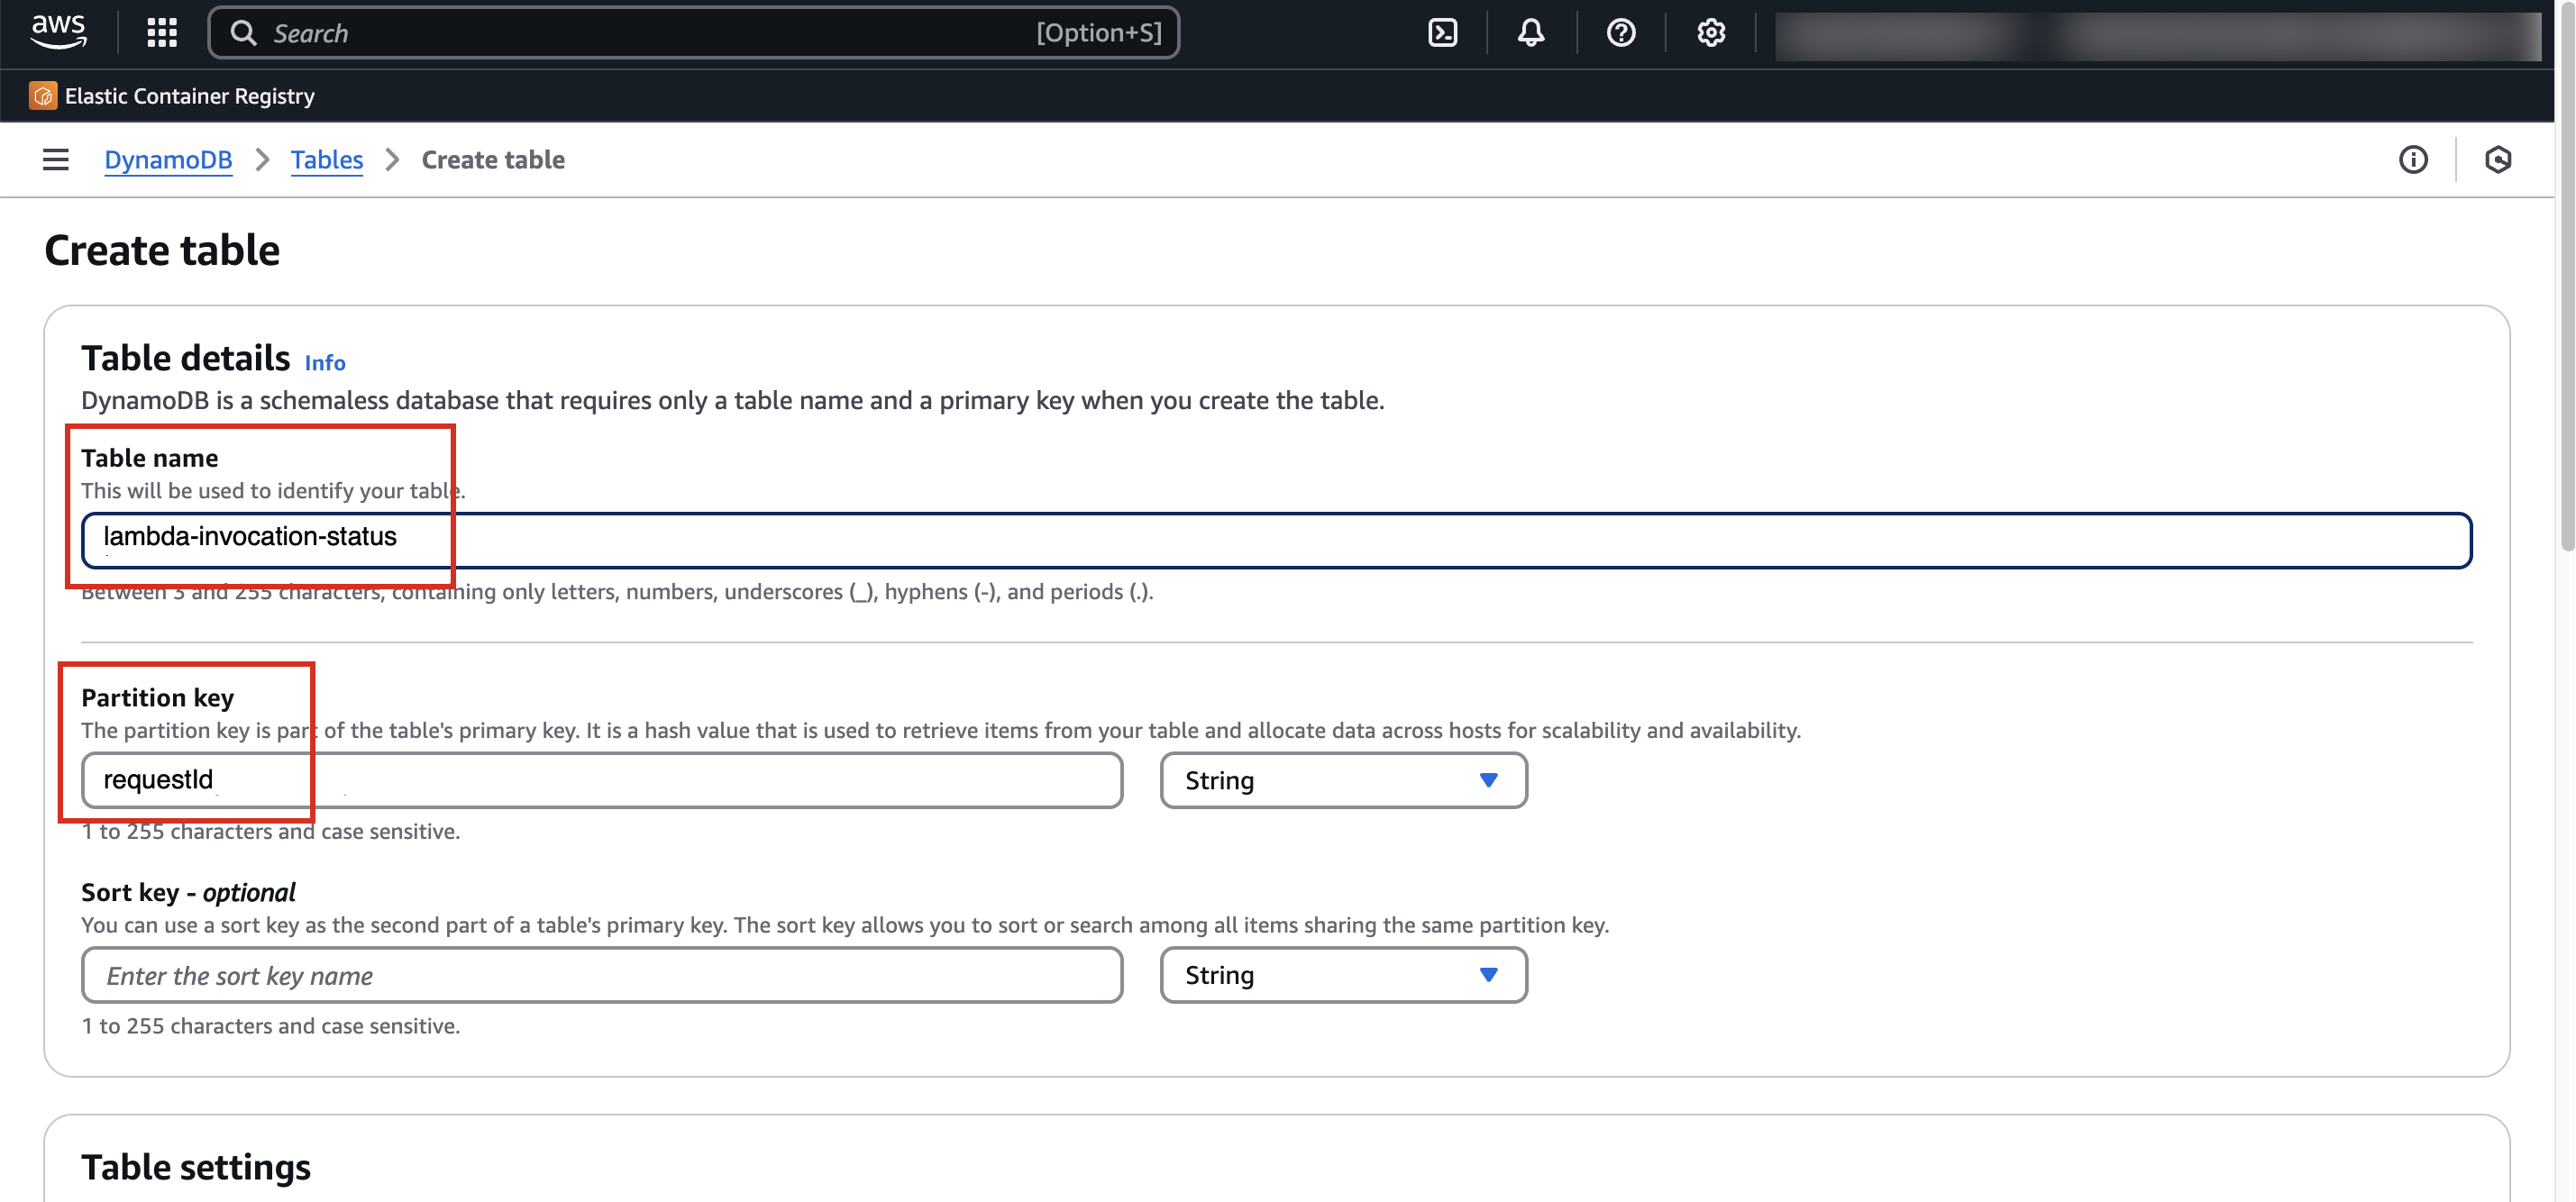 aws
Search
[Option+S]
Elastic Container Registry
DynamoDB > Tables > Create table
Create table
Table details Info
DynamoDB is a schemaless database that requires only a table name and a primary key when you create the table.
Table name
This will be used to identify your table.
lambda-invocation-status
Between 3 and 255 characters, containing only letters, numbers, underscores (_), hyphens (-), and periods (.).
Partition key
The partition key is part of the table's primary key. It is a hash value that is used to retrieve items from your table and allocate data across hosts for scalability and availability.
requestId
String
1 to 255 characters and case sensitive.
Sort key - optional
You can use a sort key as the second part of a table's primary key. The sort key allows you to sort or search among all items sharing the same partition key.
Enter the sort key name
String
1 to 255 characters and case sensitive.
Table settings